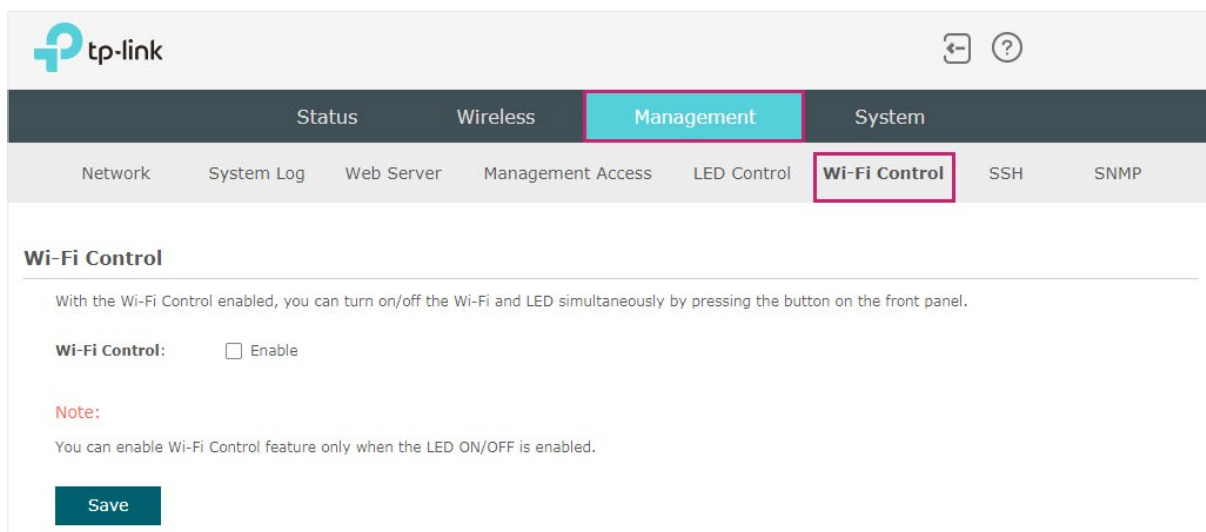 tp-link
Status Wireless Management System
Network System Log Web Server Management Access LED Control Wi-Fi Control SSH SNMP
Wi-Fi Control
With the Wi-Fi Control enabled, you can turn on/off the Wi-Fi and LED simultaneously by pressing the button on the front panel.
Wi-Fi Control: Enable
Note:
You can enable Wi-Fi Control feature only when the LED ON/OFF is enabled.
Save